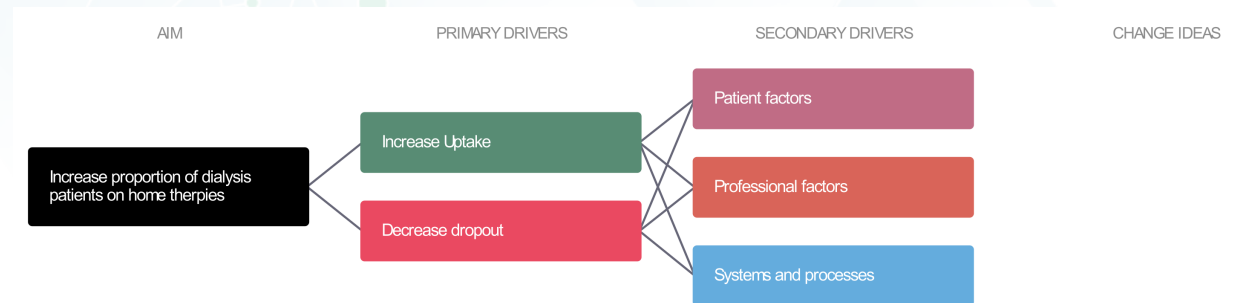 AIM
PRIMARY DRIVERS
SECONDARY DRIVERS
CHANGE IDEAS
Increase proportion of dialysis
patients on home therpies
Increase Uptake
Decrease dropout
Patient factors
Professional factors
Systems and processes